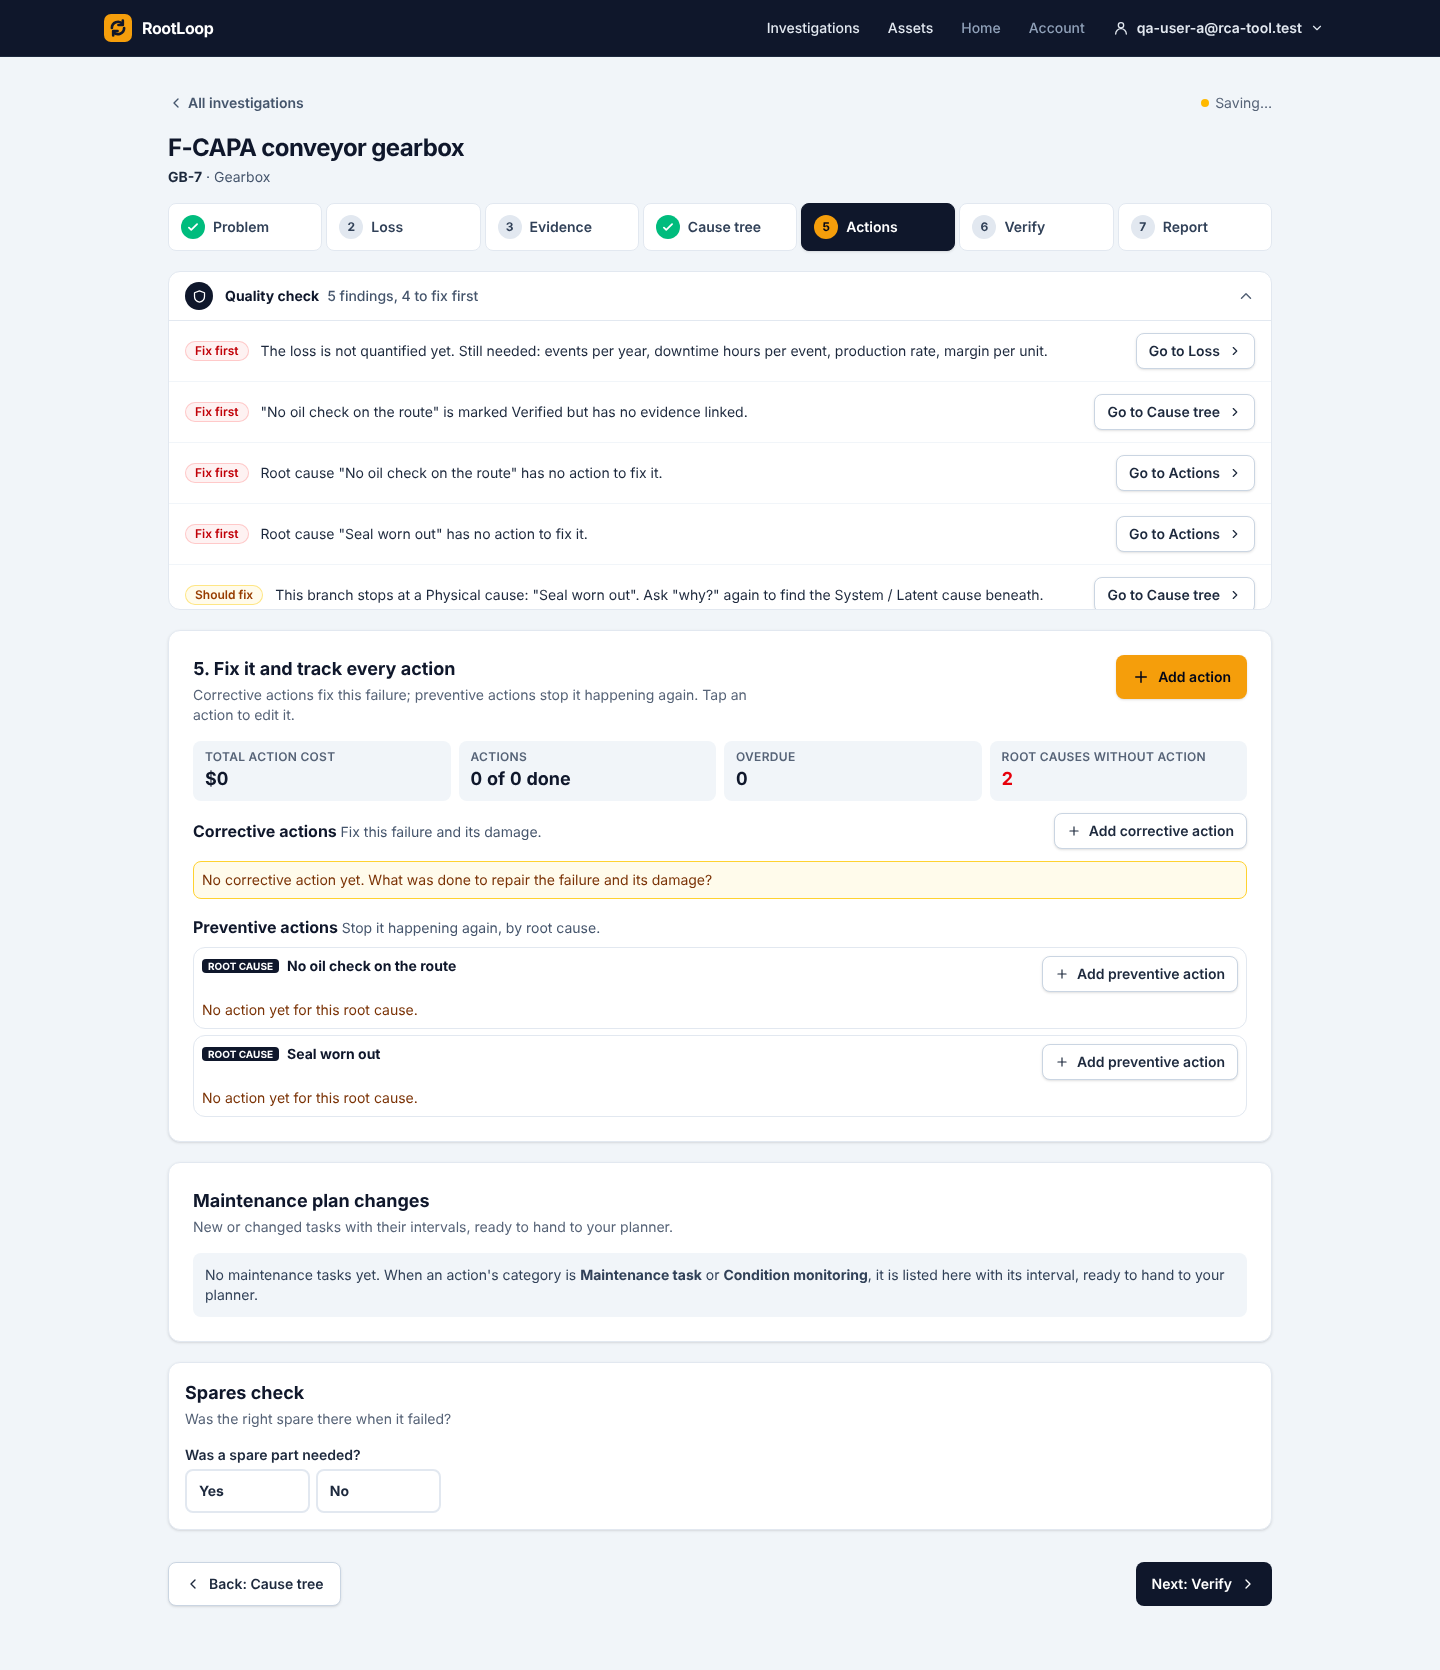 RootLoop
Investigations
Assets
Home
Account
qa-user-a@rca-tool.test
All investigations
Saving...
F-CAPA conveyor gearbox
GB-7 · Gearbox
Problem
2 Loss
3 Evidence
Cause tree
5 Actions
6 Verify
7 Report
Quality check 5 findings, 4 to fix first
Fix first The loss is not quantified yet. Still needed: events per year, downtime hours per event, production rate, margin per unit. Go to Loss
Fix first "No oil check on the route" is marked Verified but has no evidence linked. Go to Cause tree
Fix first Root cause "No oil check on the route" has no action to fix it. Go to Actions
Fix first Root cause "Seal worn out" has no action to fix it. Go to Actions
Should fix This branch stops at a Physical cause: "Seal worn out". Ask "why?" again to find the System / Latent cause beneath. Go to Cause tree
5. Fix it and track every action
Add action
Corrective actions fix this failure; preventive actions stop it happening again. Tap an
action to edit it.
TOTAL ACTION COST
$0
ACTIONS
0 of 0 done
OVERDUE
0
ROOT CAUSES WITHOUT ACTION
2
Corrective actions Fix this failure and its damage.
Add corrective action
No corrective action yet. What was done to repair the failure and its damage?
Preventive actions Stop it happening again, by root cause.
ROOT CAUSE No oil check on the route
Add preventive action
No action yet for this root cause.
ROOT CAUSE Seal worn out
Add preventive action
No action yet for this root cause.
Maintenance plan changes
New or changed tasks with their intervals, ready to hand to your planner.
No maintenance tasks yet. When an action's category is Maintenance task or Condition monitoring, it is listed here with its interval, ready to hand to your
planner.
Spares check
Was the right spare there when it failed?
Was a spare part needed?
Yes
No
Back: Cause tree
Next: Verify